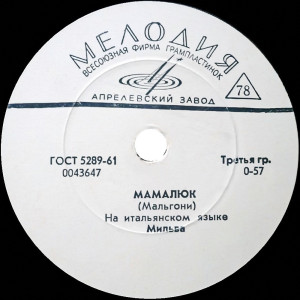 МЕЛОДИЯ
ВСЕСОЮЗНАЯ ФИРМА ГРАМПЛАСТИНОК
АПРЕЛЕВСКИЙ ЗАВОД
78
ГОСТ 5289-61
0043647
Третья гр.
0-57
МАМАЛЮК
(Мальгони)
На итальянском языке
Мильва